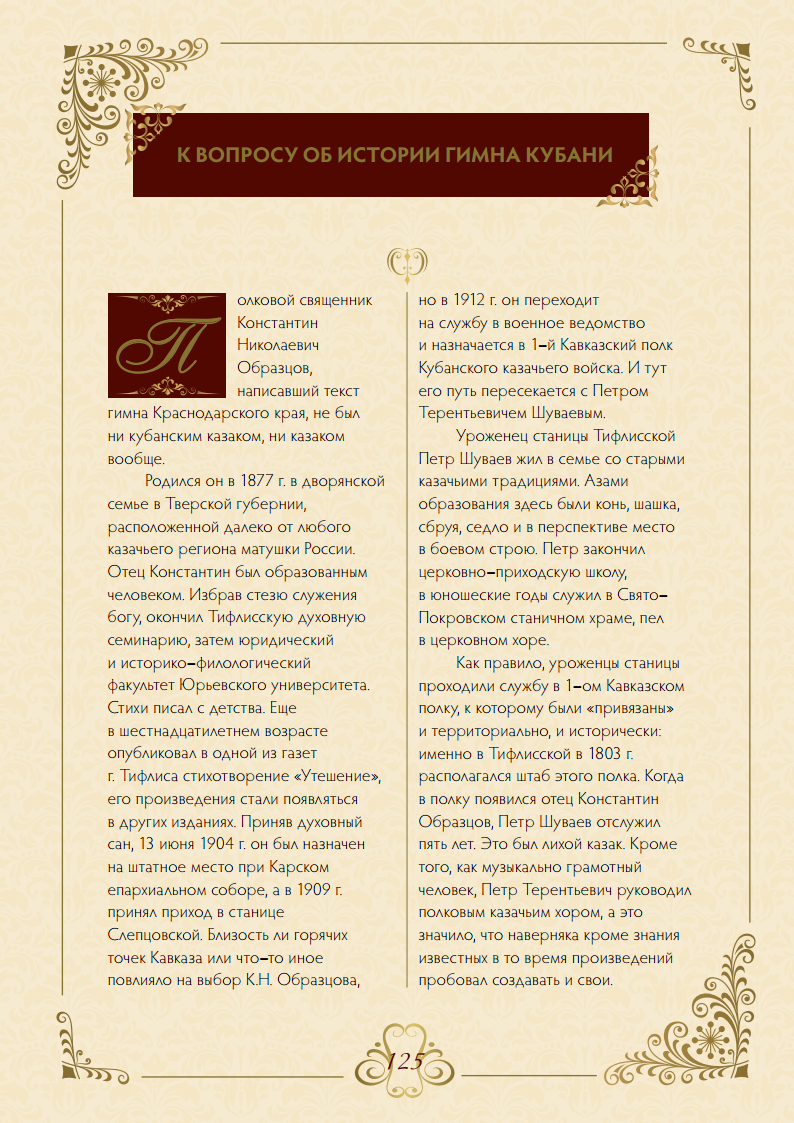 К ВОПРОСУ ОБ ИСТОРИИ ГИМНА КУБАНИ
Полковой священник
Константин
Николаевич
Образцов,
написавший текст
гимна Краснодарского края, не был
ни кубанским казаком, ни казаком
вообще.
Родился он в 1877 г. в дворянской
семье в Тверской губернии,
расположенной далеко от любого
казачьего региона матушки России.
Отец Константин был образованным
человеком. Избрав стезю служения
богу, окончил Тифлисскую духовную
семинарию, затем юридический
и историко–филологический
факультет Юрьевского университета.
Стихи писал с детства. Еще
в шестнадцатилетнем возрасте
опубликовал в одной из газет
г. Тифлиса стихотворение «Утешение»,
его произведения стали появляться
в других изданиях. Приняв духовный
сан, 13 июня 1904 г. он был назначен
на штатное место при Карском
епархиальном соборе, а в 1909 г.
принял приход в станице
Слепцовской. Близость ли горячих
точек Кавказа или что–то иное
повлияло на выбор К.Н. Образцова,
но в 1912 г. он переходит
на службу в военное ведомство
и назначается в 1–й Кавказский полк
Кубанского казачьего войска. И тут
его путь пересекается с Петром
Терентьевичем Шуваевым.
Уроженец станицы Тифлисской
Петр Шуваев жил в семье со старыми
казачьими традициями. Азами
образования здесь были конь, шашка,
сбруя, седло и в перспективе место
в боевом строю. Петр закончил
церковно–приходскую школу,
в юношеские годы служил в Свято–
Покровском станичном храме, пел
в церковном хоре.
Как правило, уроженцы станицы
проходили службу в 1–ом Кавказском
полку, к которому были «привязаны»
и территориально, и исторически:
именно в Тифлисской в 1803 г.
располагался штаб этого полка. Когда
в полку появился отец Константин
Образцов, Петр Шуваев отслужил
пять лет. Это был лихой казак. Кроме
того, как музыкально грамотный
человек, Петр Терентьевич руководил
полковым казачьим хором, а это
значило, что наверняка кроме знания
известных в то время произведений
пробовал создавать и свои.
125